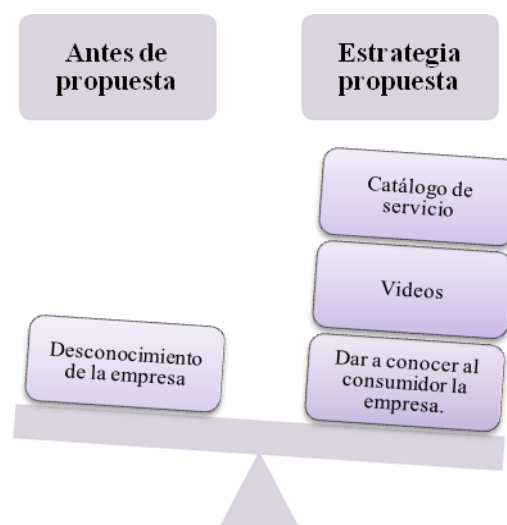 Antes de
propuesta
Estrategia
propuesta
Catálogo de
servicio
Videos
Desconocimiento
de la empresa
Dar a conocer al
consumidor la
empresa.